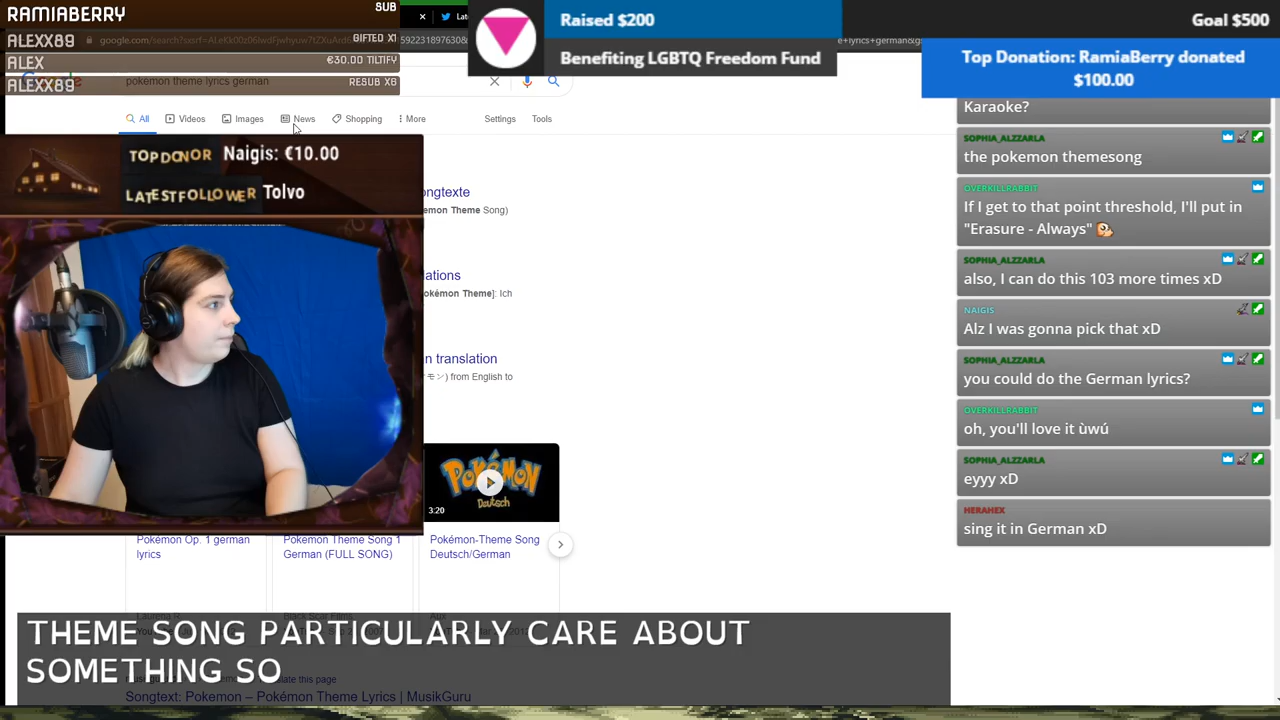 RAMIABERRY SUB
ALEXX89 GIFTED X1
ALEX €30.00 TILTIFY
ALEXX89 RESUB X8
Raised $200
Benefiting LGBTQ Freedom Fund
Goal $500
Top Donation: RamiaBerry donated
$100.00
pokemon theme lyrics german
All
Videos
Images
News
Shopping
More
Settings
Tools
TOP DONOR Naigis: €10.00
LATEST FOLLOWER Tolvo
ongtexte
emon Theme Song)
ations
okémon Theme]: Ich
n translation
モン) from English to
POKÉMON
Deutsch
3:20
Pokémon Op. 1 german
lyrics
Pokemon Theme Song 1
German (FULL SONG)
Pokémon-Theme Song
Deutsch/German
Karaoke?
SOPHIA_ALZZARLA
the pokemon themesong
OVERKILLRABBIT
If I get to that point threshold, I'll put in
"Erasure - Always"
SOPHIA_ALZZARLA
also, I can do this 103 more times xD
NAIGIS
Alz I was gonna pick that xD
SOPHIA_ALZZARLA
you could do the German lyrics?
OVERKILLRABBIT
oh, you'll love it ùwú
SOPHIA_ALZZARLA
eyyy xD
HERAHEX
sing it in German xD
THEME SONG PARTICULARLY CARE ABOUT
SOMETHING SO
ate this page
Songtext: Pokemon – Pokémon Theme Lyrics | MusikGuru